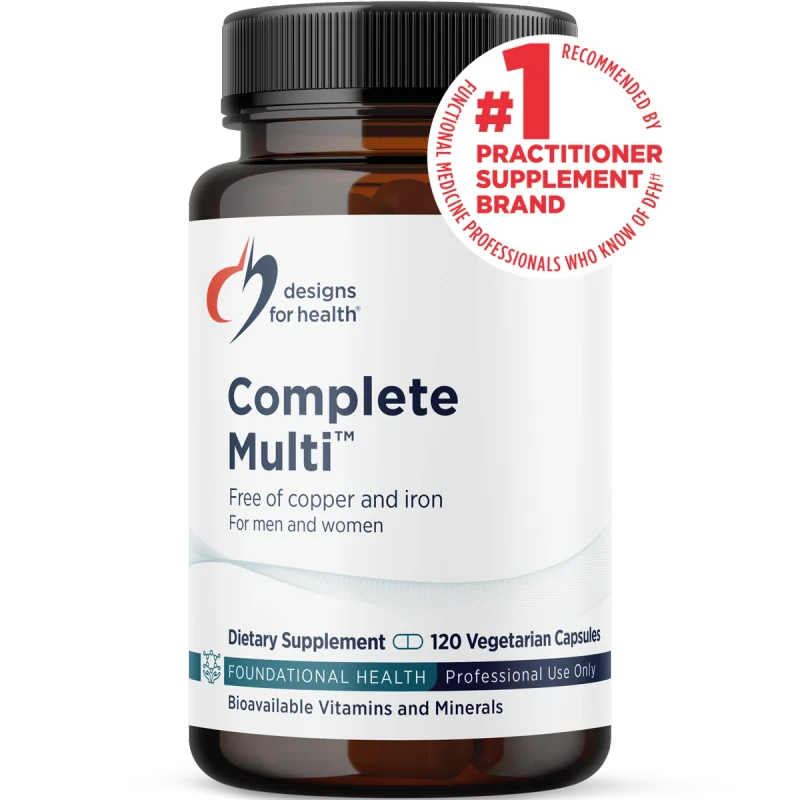 RECOMMENDED BY
FUNCTIONAL MEDICINE PROFESSIONALS WHO KNOW OF DFH††
#1
PRACTITIONER
SUPPLEMENT
BRAND
designs
for health®
Complete
Multi™
Free of copper and iron
For men and women
Dietary Supplement 120 Vegetarian Capsules
FOUNDATIONAL HEALTH Professional Use Only
Bioavailable Vitamins and Minerals